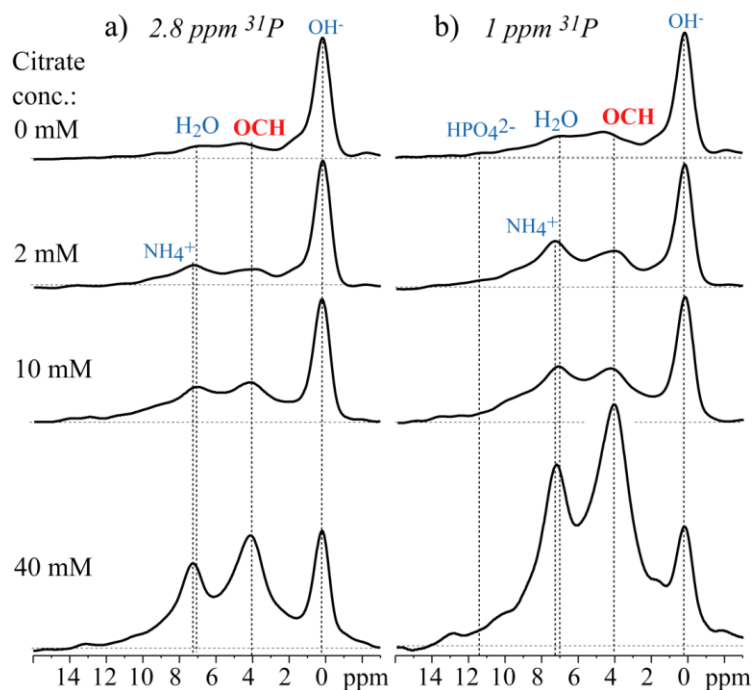 a) 2.8 ppm ³¹P OH-
b) 1 ppm ³¹P OH-
Citrate
conc.:
0 mM
H₂O OCH
HPO₄²- H₂O OCH
2 mM
NH₄⁺
NH₄⁺
10 mM
40 mM
14 12 10 8 6 4 2 0 ppm
14 12 10 8 6 4 2 0 ppm